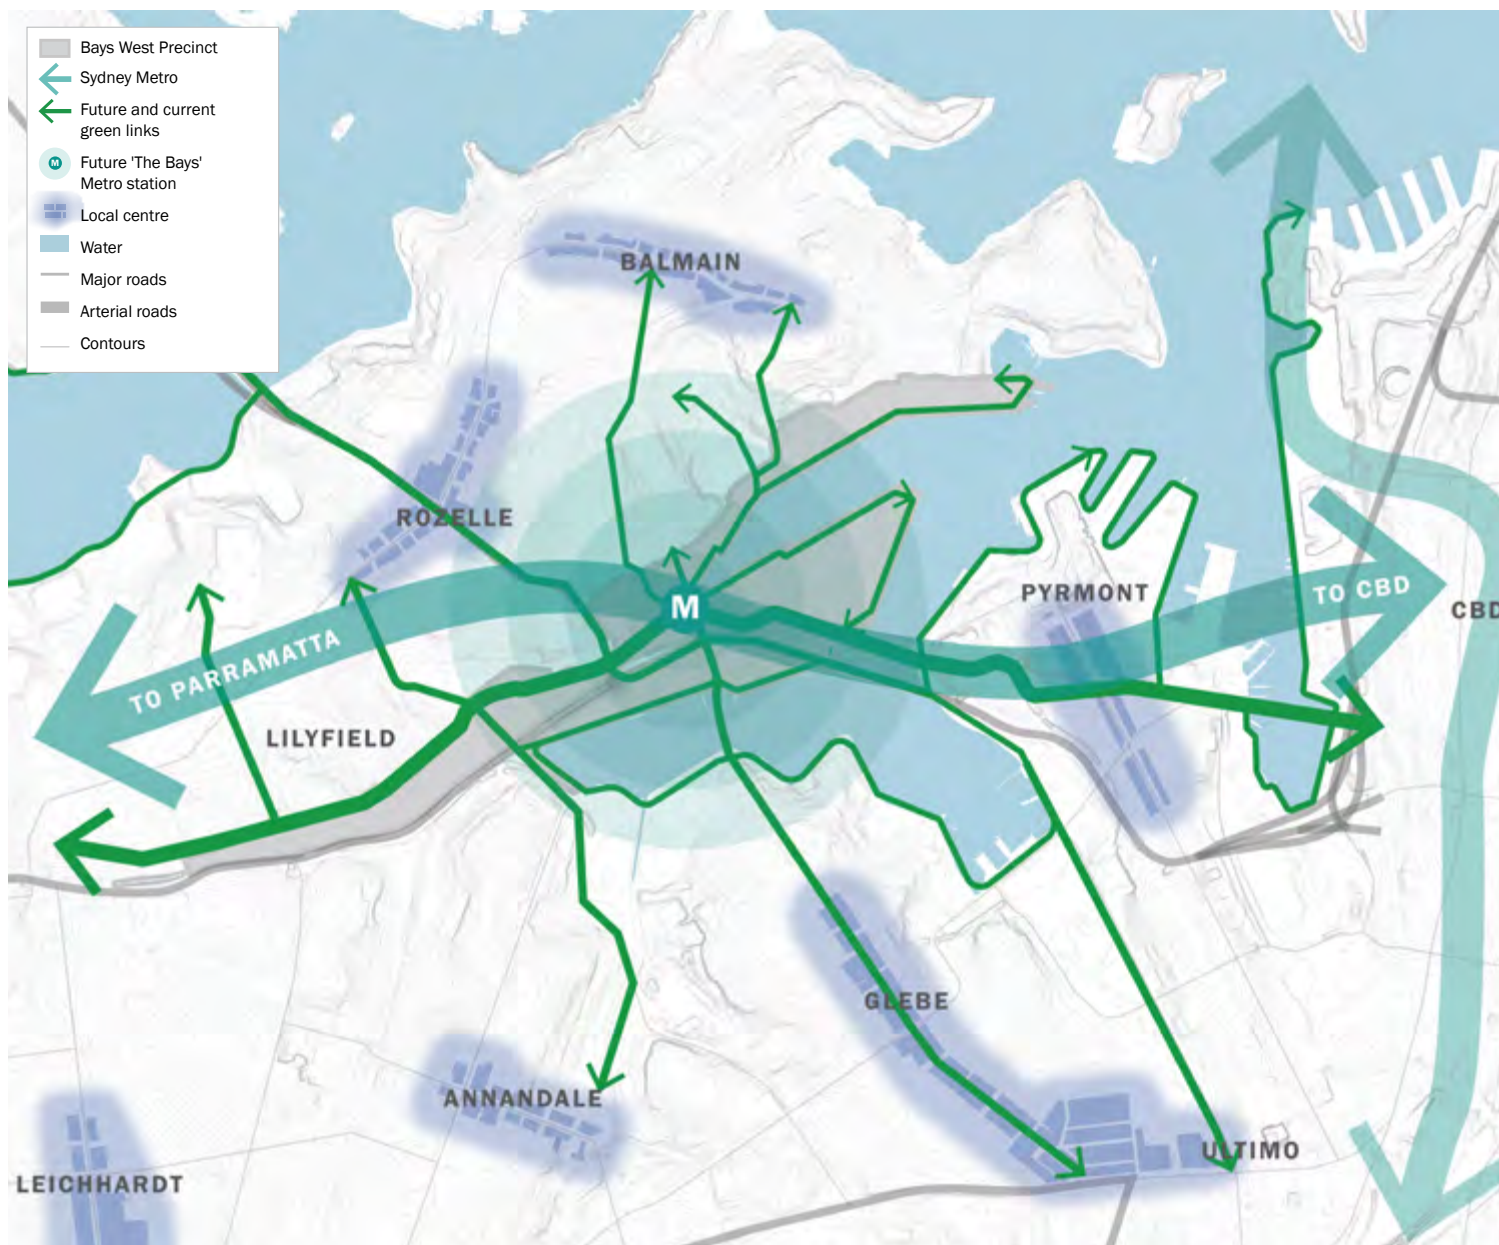 Bays West Precinct
Sydney Metro
Future and current
green links
M
Future 'The Bays'
Metro station
Local centre
Water
Major roads
Arterial roads
Contours
BALMAIN
ROZELLE
PYRMONT
TO CBD
CBD
M
TO PARRAMATTA
LILYFIELD
GLEBE
ANNANDALE
ULTIMO
LEICHHARDT